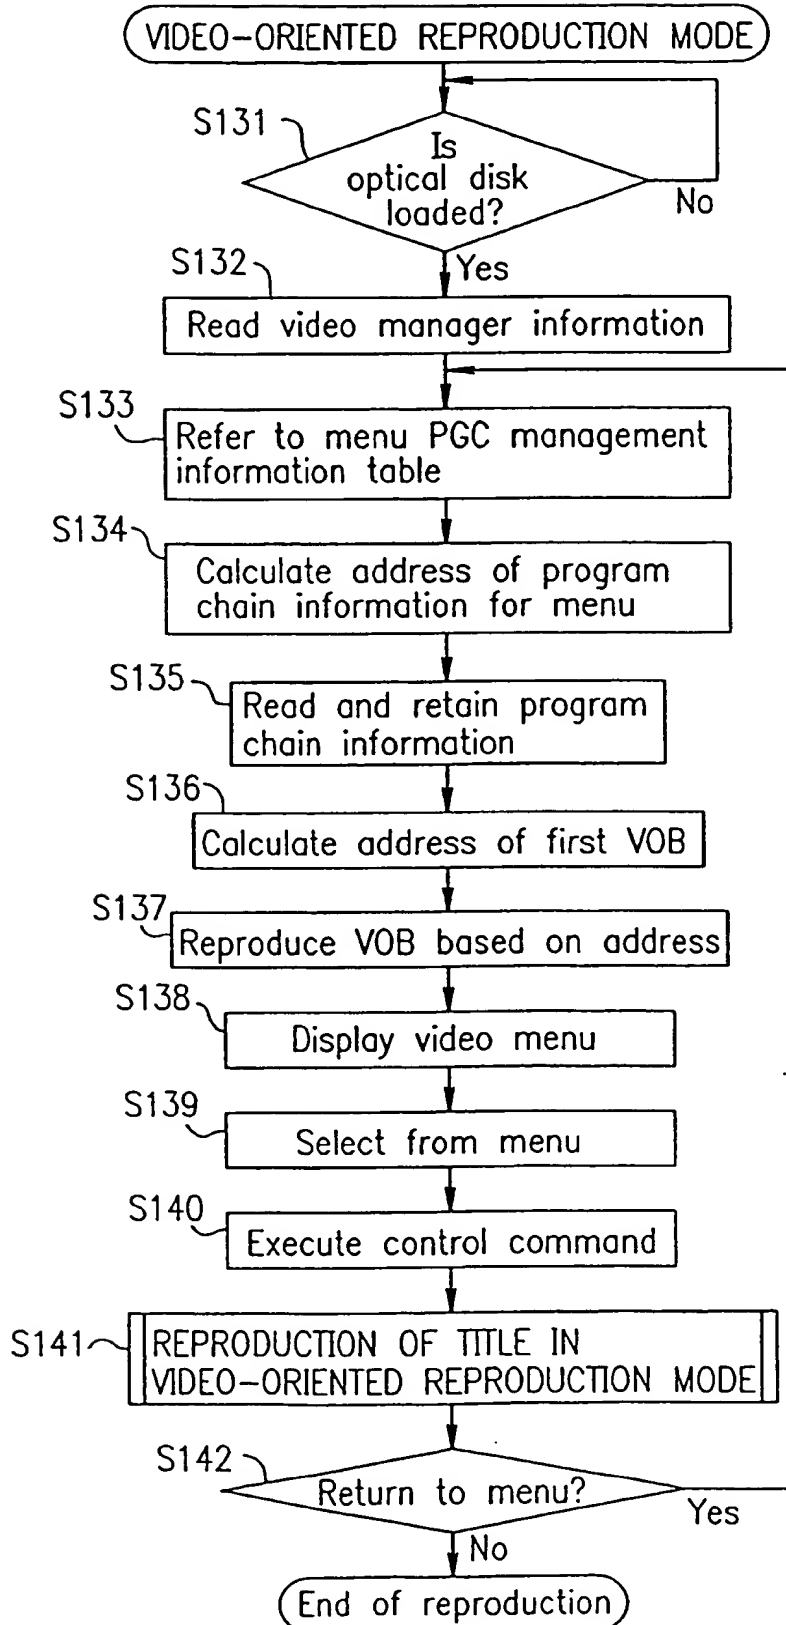 VIDEO-ORIENTED REPRODUCTION MODE
S131
Is
optical disk
loaded?
No
Yes
S132
Read video manager information
S133
Refer to menu PGC management
information table
S134
Calculate address of program
chain information for menu
S135
Read and retain program
chain information
S136
Calculate address of first VOB
S137
Reproduce VOB based on address
S138
Display video menu
S139
Select from menu
S140
Execute control command
S141
REPRODUCTION OF TITLE IN
VIDEO-ORIENTED REPRODUCTION MODE
S142
Return to menu?
Yes
No
End of reproduction